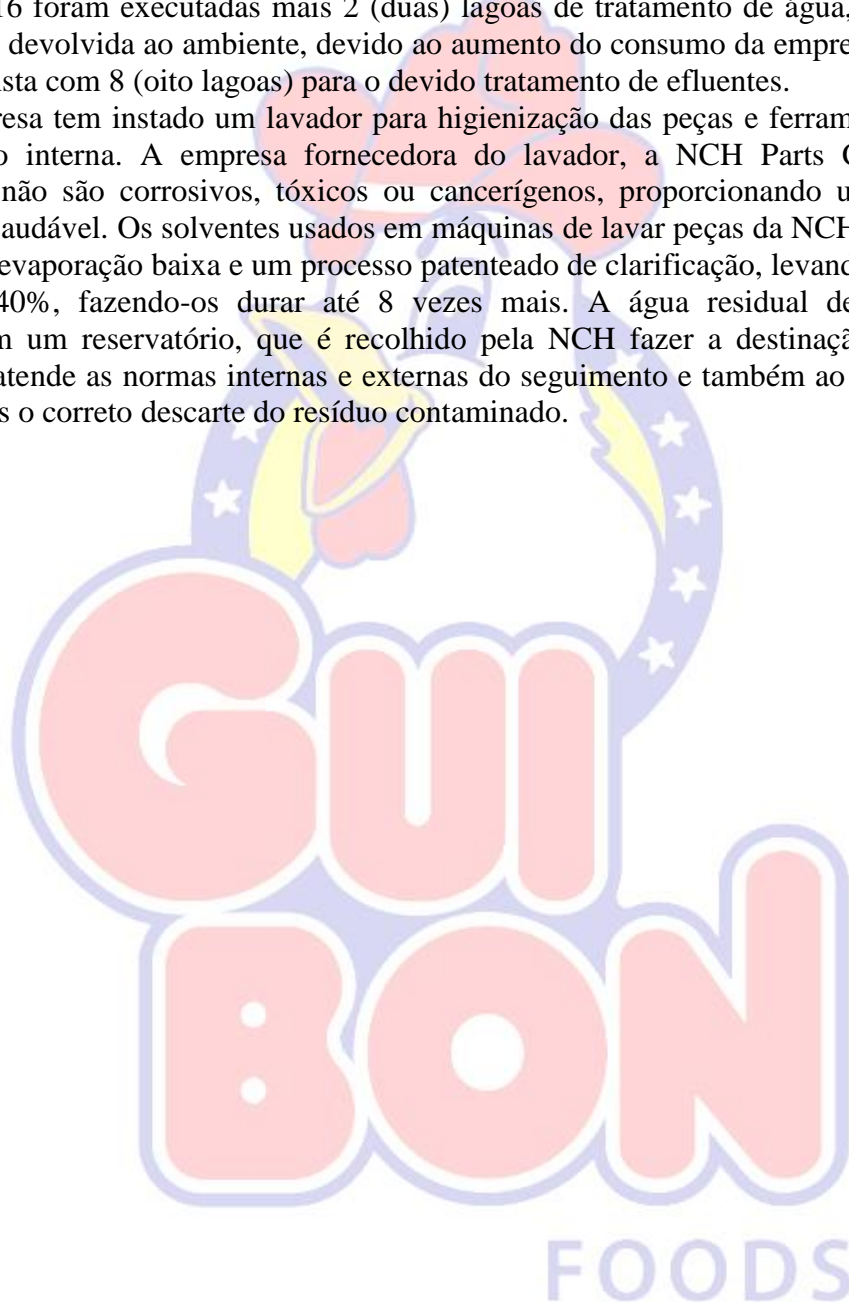 16 foram executadas mais 2 (duas) lagoas de tratamento de água,
devolvida ao ambiente, devido ao aumento do consumo da empre
sta com 8 (oito lagoas) para o devido tratamento de efluentes.
resa tem instado um lavador para higienização das peças e ferram
o interna. A empresa fornecedora do lavador, a NCH Parts C
não são corrosivos, tóxicos ou cancerígenos, proporcionando u
audável. Os solventes usados em máquinas de lavar peças da NCH
evaporação baixa e um processo patenteado de clarificação, levand
40%, fazendo-os durar até 8 vezes mais. A água residual de
m um reservatório, que é recolhido pela NCH fazer a destinaçã
atende as normas internas e externas do seguimento e também ao
s o correto descarte do resíduo contaminado.
GUI
BON
FOODS